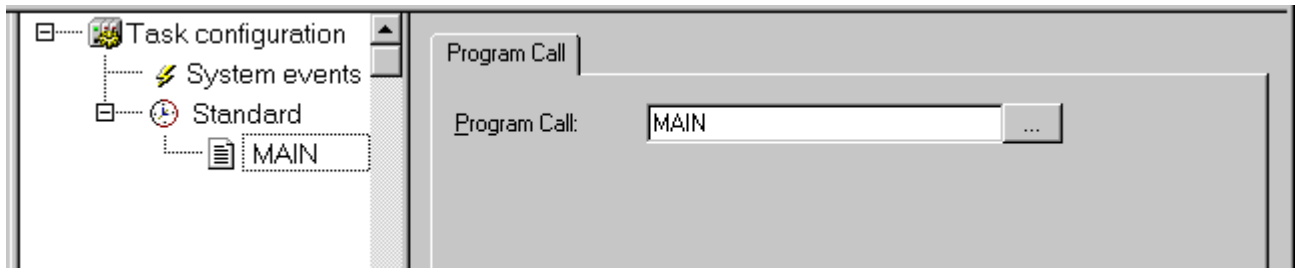 Task configuration
System events
Standard
MAIN
Program Call
Program Call: MAIN ...